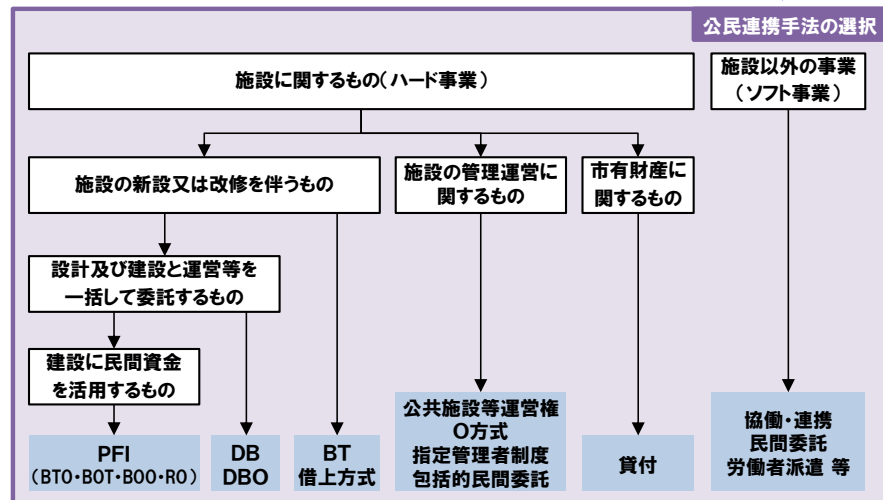 公民連携手法の選択
施設に関するもの（ハード事業）
施設以外の事業
（ソフト事業）
施設の新設又は改修を伴うもの
施設の管理運営に
関するもの
市有財産に
関するもの
設計及び建設と運営等を
一括して委託するもの
建設に民間資金
を活用するもの
PFI
（BTO・BOT・BOO・RO）
DB
DBO
BT
借上方式
公共施設等運営権
O方式
指定管理者制度
包括的民間委託
貸付
協働・連携
民間委託
労働者派遣 等